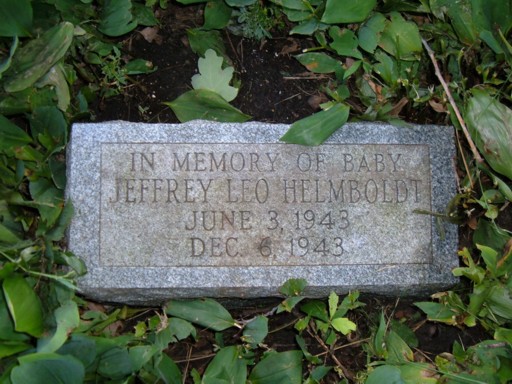 IN MEMORY OF BABY
JEFFREY LEO HELMBOLDT
JUNE 3, 1943
DEC. 6, 1943